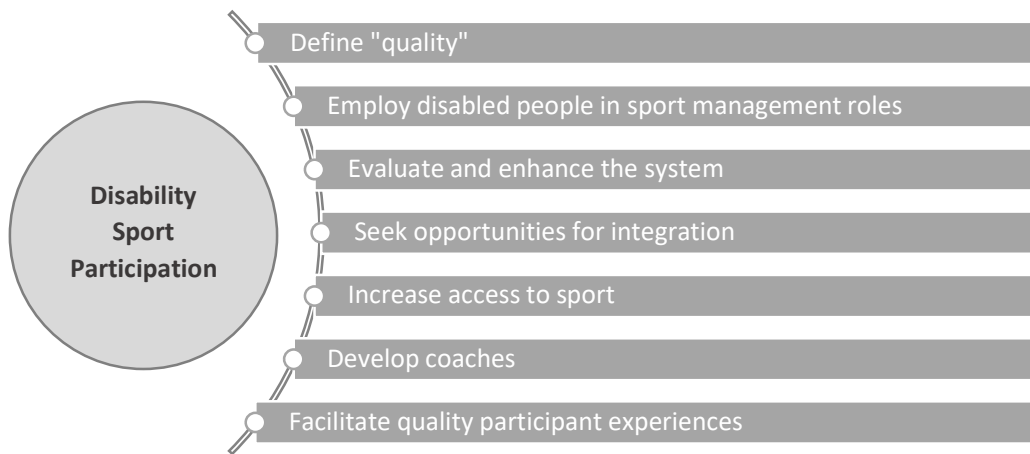 Disability
Sport
Participation
Define "quality"
Employ disabled people in sport management roles
Evaluate and enhance the system
Seek opportunities for integration
Increase access to sport
Develop coaches
Facilitate quality participant experiences